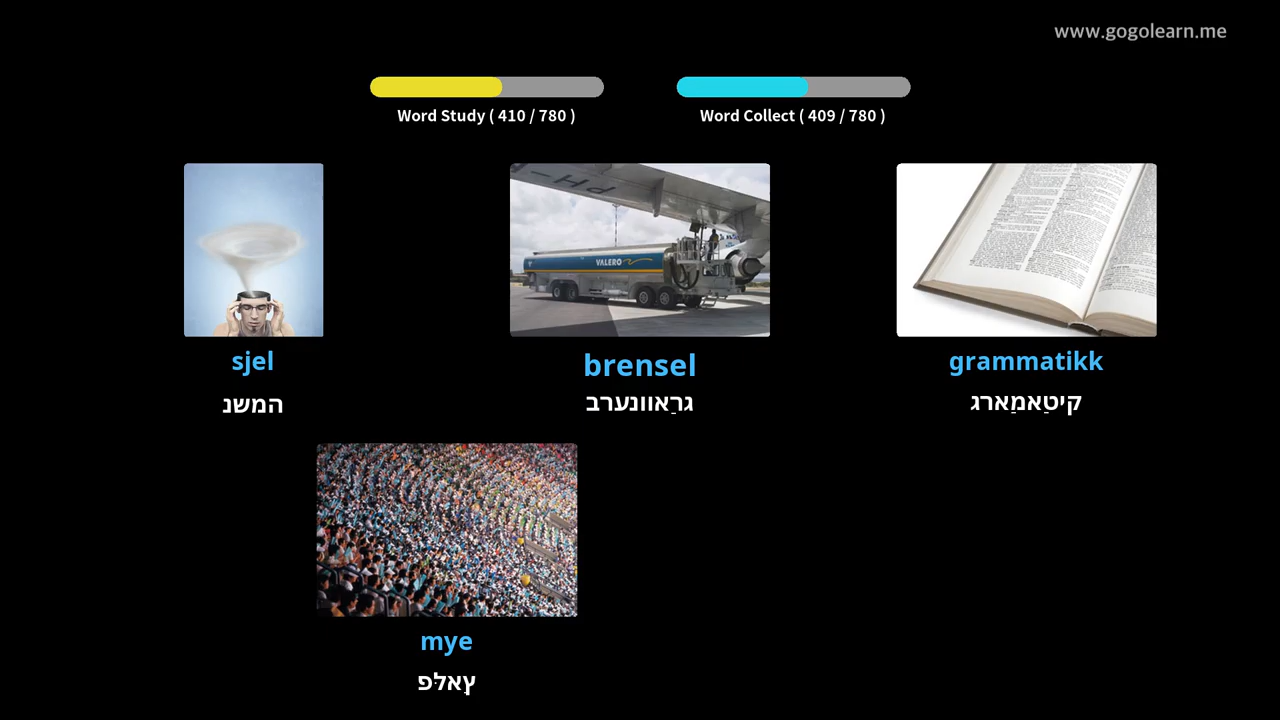 www.gogolearn.me
Word Study ( 410 / 780 )
Word Collect ( 409 / 780 )
VALERO
sjel
המשנ
brensel
גרַאוונערב
grammatikk
קיטַאמַארג
mye
ץָאלּפ